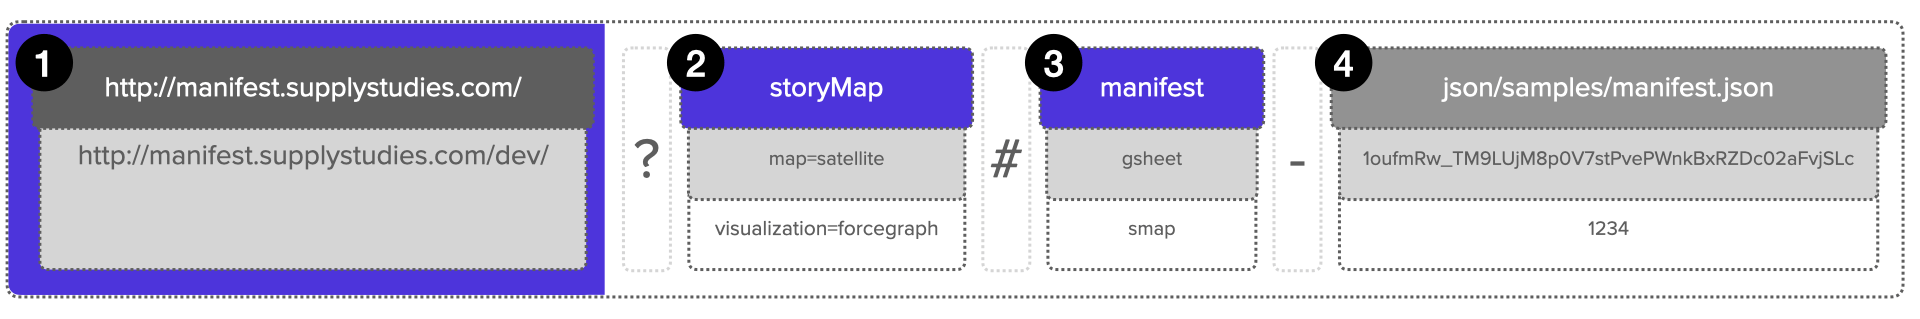 1
http://manifest.supplystudies.com/
http://manifest.supplystudies.com/dev/
?
2
storyMap
map=satellite
visualization=forcegraph
#
3
manifest
gsheet
smap
-
4
json/samples/manifest.json
1oufmRw_TM9LUjM8p0V7stPvePWnkBxRZDc02aFvjSLc
1234